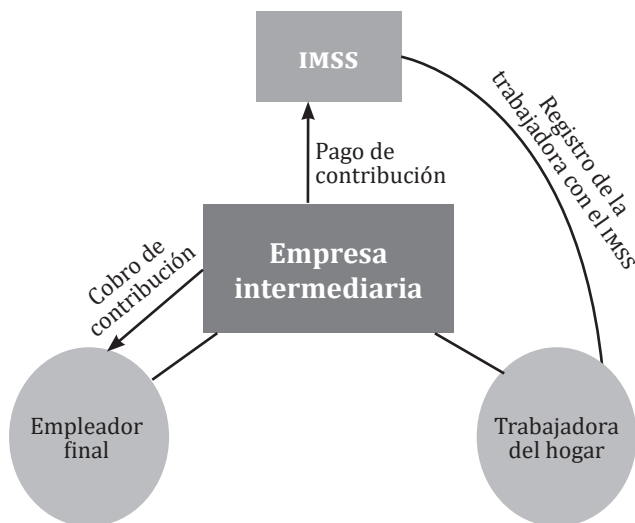 IMSS
Registro de la
trabajadora con el IMSS
Pago de
contribución
Empresa
intermediaria
Cobro de
contribución
Empleador
final
Trabajadora
del hogar